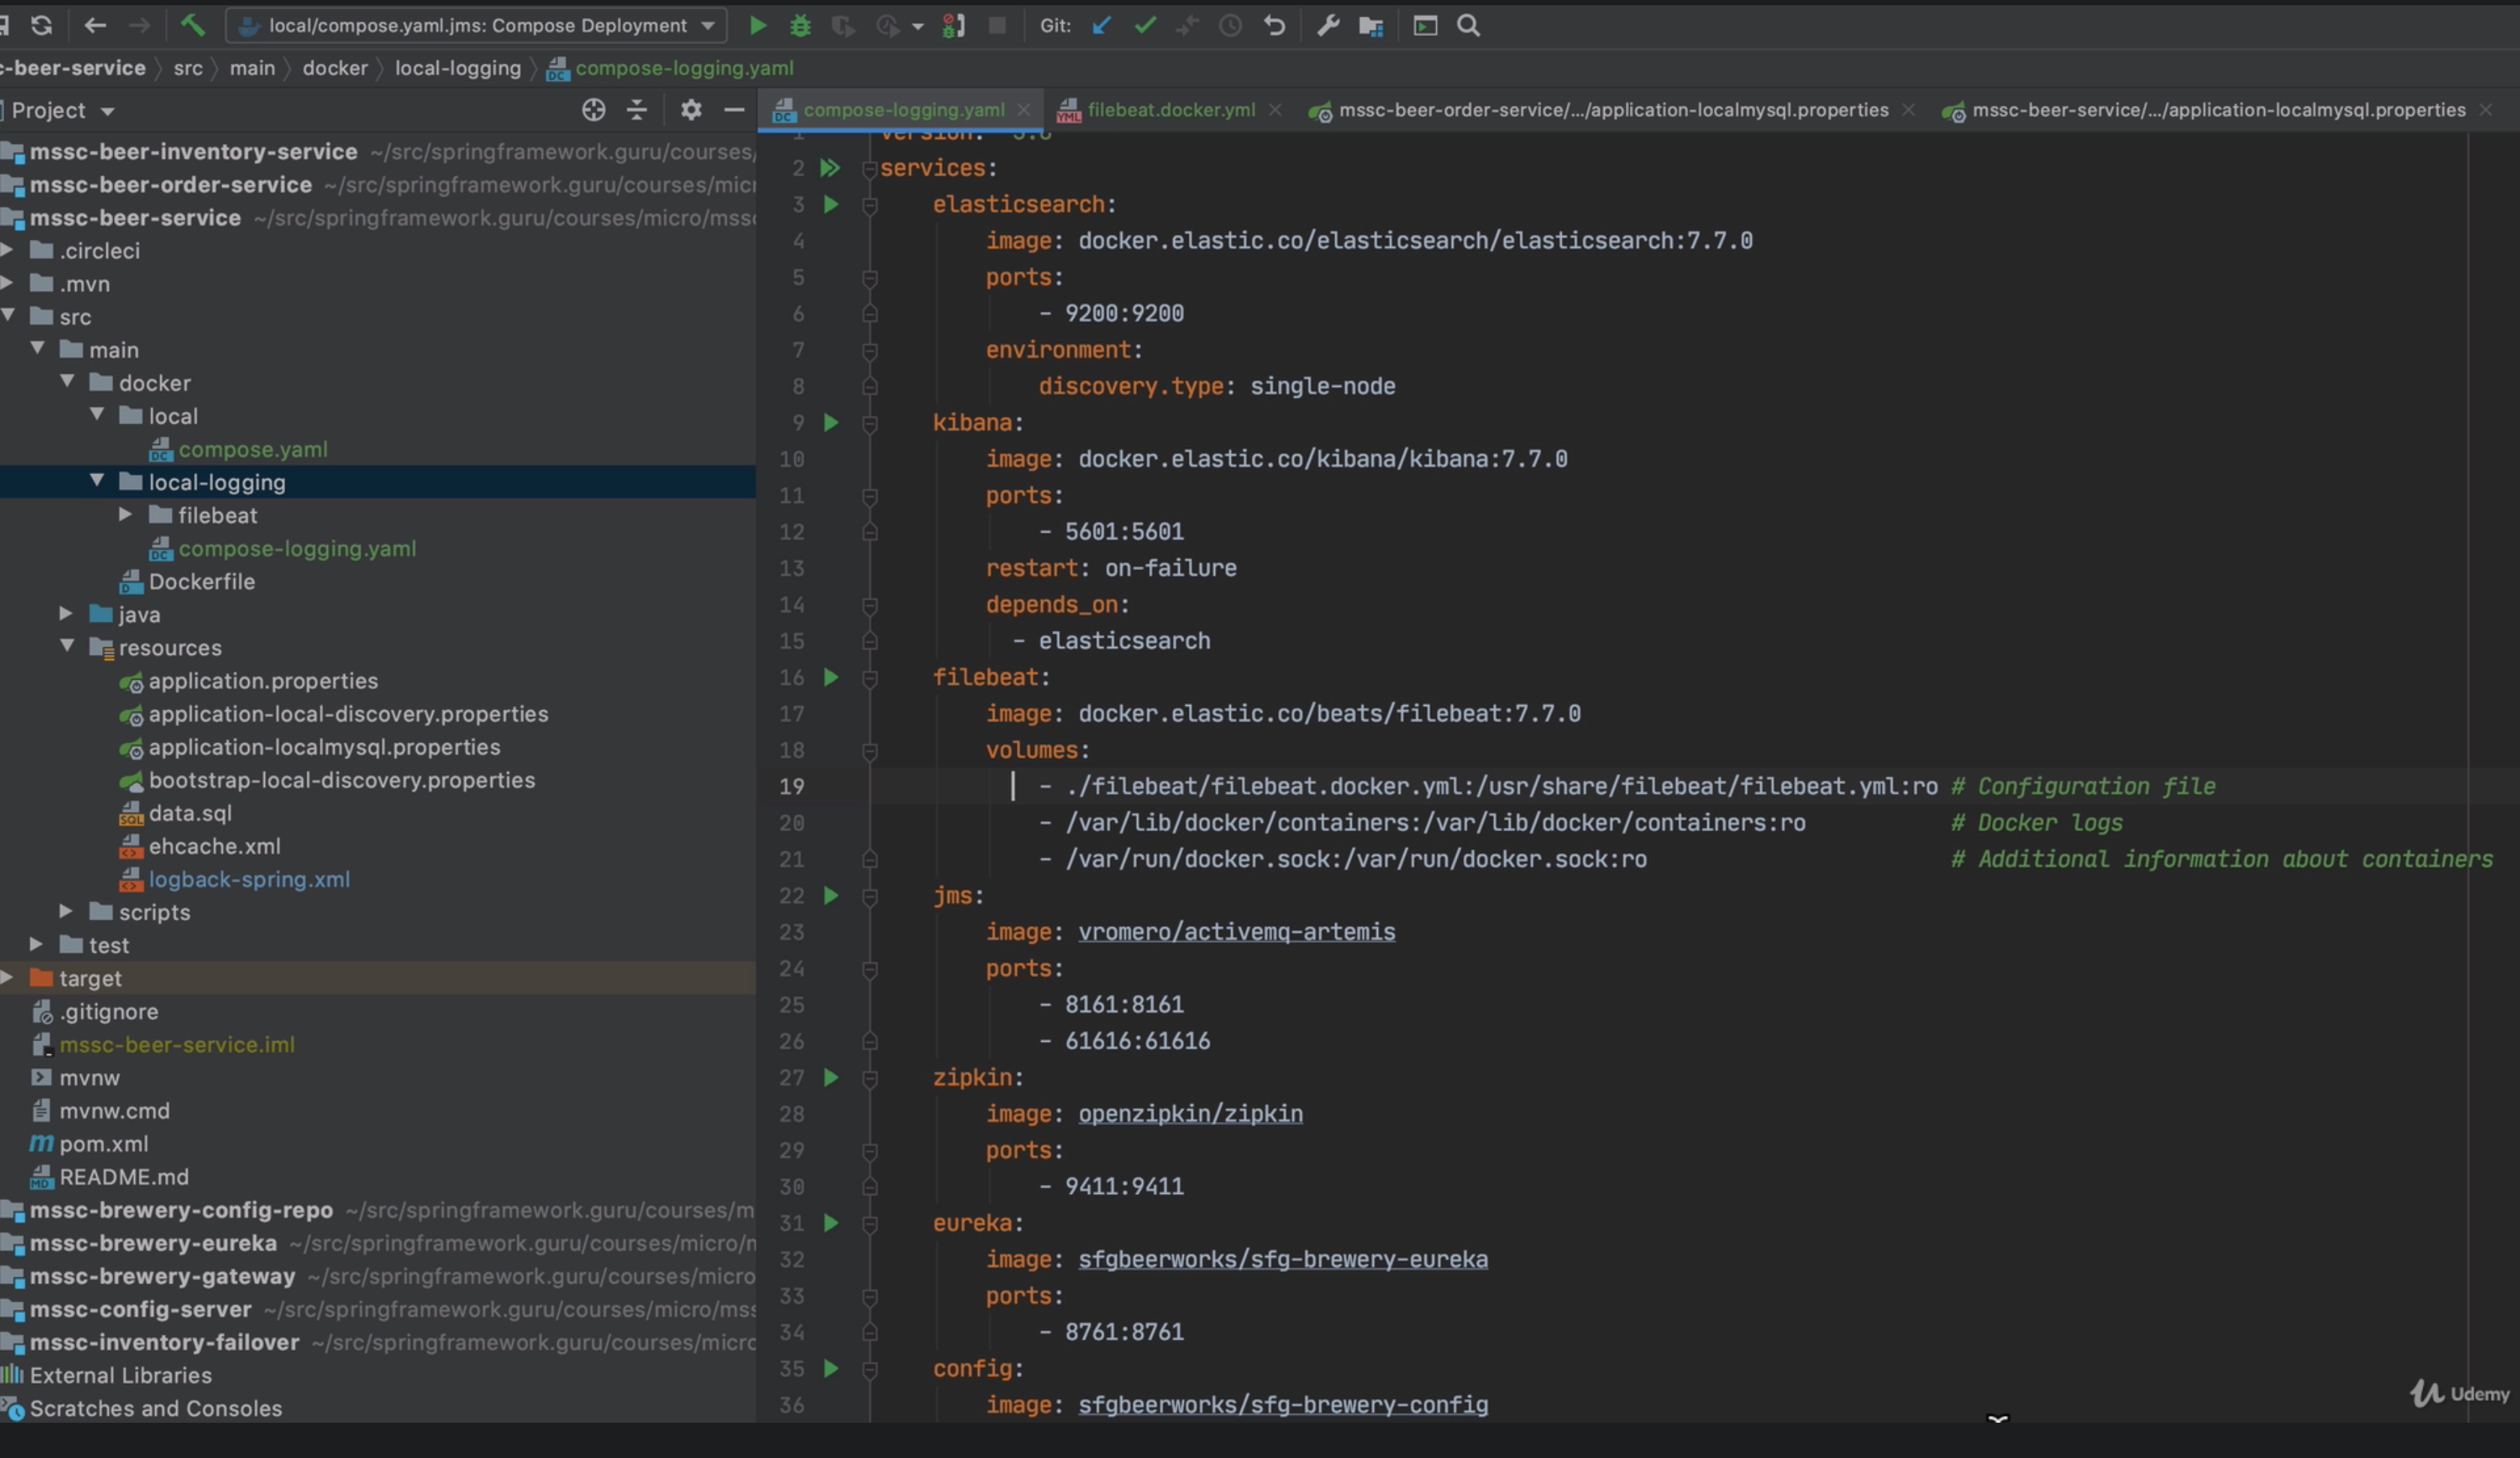 local/compose.yaml.jms: Compose Deployment
Git:
-beer-service
src
main
docker
local-logging
compose-logging.yaml
Project
compose-logging.yaml
filebeat.docker.yml
mssc-beer-order-service/.../application-localmysql.properties
mssc-beer-service/.../application-localmysql.properties
mssc-beer-inventory-service ~/src/springframework.guru/courses/
mssc-beer-order-service ~/src/springframework.guru/courses/micr
mssc-beer-service ~/src/springframework.guru/courses/micro/mssc
.circleci
.mvn
src
main
docker
local
compose.yaml
local-logging
filebeat
compose-logging.yaml
Dockerfile
java
resources
application.properties
application-local-discovery.properties
application-localmysql.properties
bootstrap-local-discovery.properties
data.sql
ehcache.xml
logback-spring.xml
scripts
test
target
.gitignore
mssc-beer-service.iml
mvnw
mvnw.cmd
pom.xml
README.md
mssc-brewery-config-repo ~/src/springframework.guru/courses/m
mssc-brewery-eureka ~/src/springframework.guru/courses/micro/m
mssc-brewery-gateway ~/src/springframework.guru/courses/micro
mssc-config-server ~/src/springframework.guru/courses/micro/mss
mssc-inventory-failover ~/src/springframework.guru/courses/micro
External Libraries
Scratches and Consoles
1 version: 3.8
2 services:
3 elasticsearch:
4 image: docker.elastic.co/elasticsearch/elasticsearch:7.7.0
5 ports:
6 - 9200:9200
7 environment:
8 discovery.type: single-node
9 kibana:
10 image: docker.elastic.co/kibana/kibana:7.7.0
11 ports:
12 - 5601:5601
13 restart: on-failure
14 depends_on:
15 - elasticsearch
16 filebeat:
17 image: docker.elastic.co/beats/filebeat:7.7.0
18 volumes:
19 - ./filebeat/filebeat.docker.yml:/usr/share/filebeat/filebeat.yml:ro # Configuration file
20 - /var/lib/docker/containers:/var/lib/docker/containers:ro # Docker logs
21 - /var/run/docker.sock:/var/run/docker.sock:ro # Additional information about containers
22 jms:
23 image: vromero/activemq-artemis
24 ports:
25 - 8161:8161
26 - 61616:61616
27 zipkin:
28 image: openzipkin/zipkin
29 ports:
30 - 9411:9411
31 eureka:
32 image: sfgbeerworks/sfg-brewery-eureka
33 ports:
34 - 8761:8761
35 config:
36 image: sfgbeerworks/sfg-brewery-config
Udemy